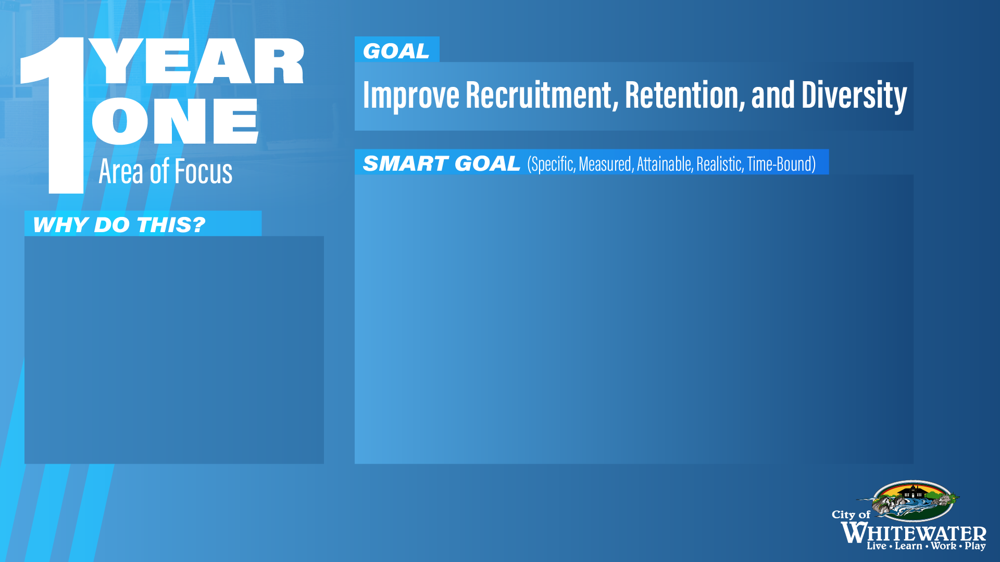 1 YEAR
ONE
Area of Focus
WHY DO THIS?
GOAL
Improve Recruitment, Retention, and Diversity
SMART GOAL (Specific, Measured, Attainable, Realistic, Time-Bound)
City of
WHITEWATER
Live • Learn • Work • Play